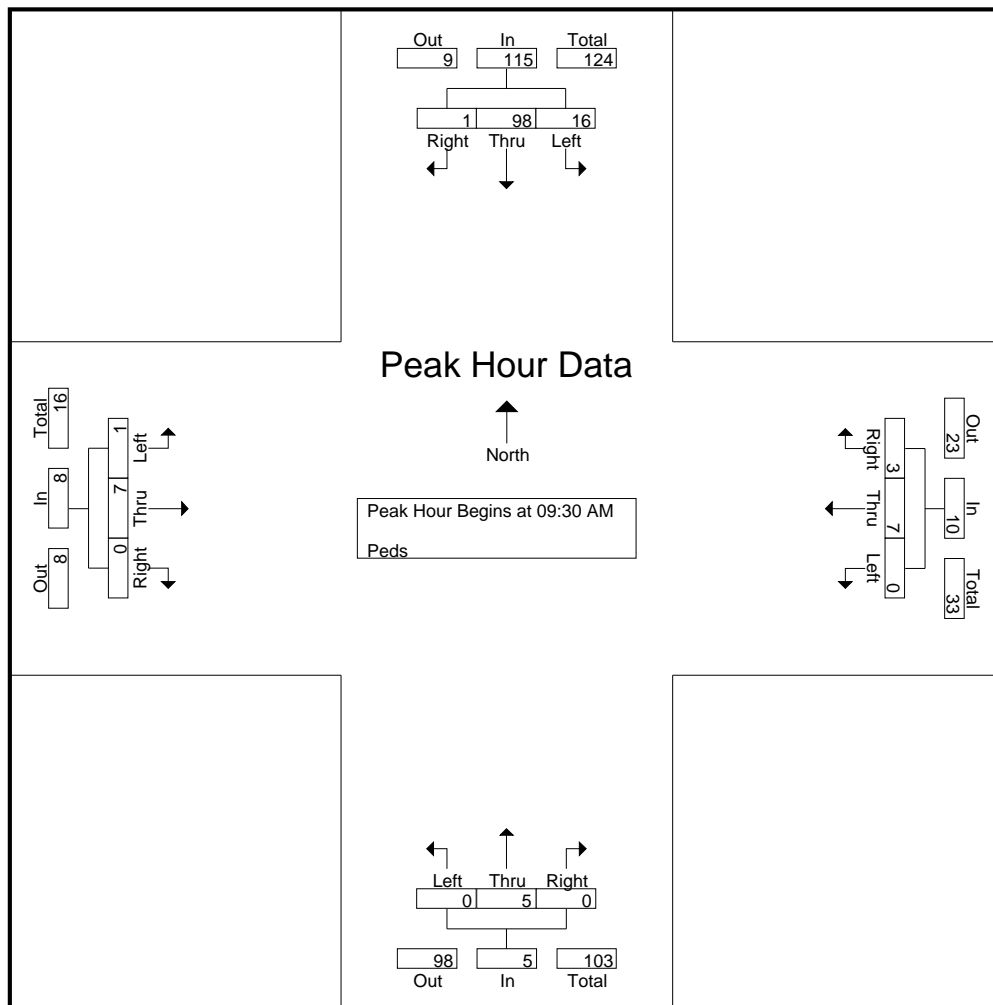 Out In Total
9 115 124
1 98 16
Right Thru Left
Peak Hour Data
North
Peak Hour Begins at 09:30 AM
Peds
Total In Out
16 8 8
1 7 0
Left Thru Right
Right Thru Left
3 7 0
Out In Total
23 10 33
Left Thru Right
0 5 0
98 5 103
Out In Total